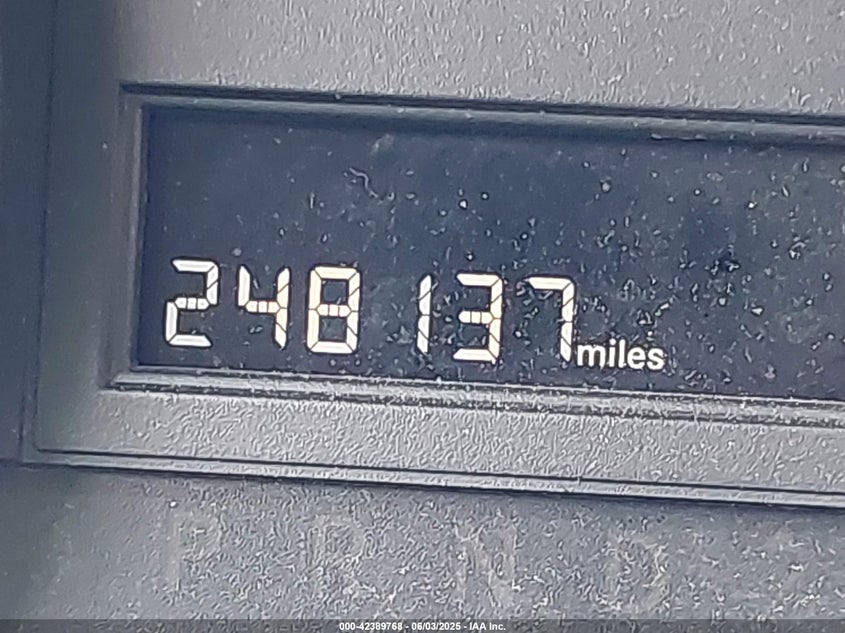 248137 miles
P R N D
000-42389768 - 06/03/2025 - IAA Inc.